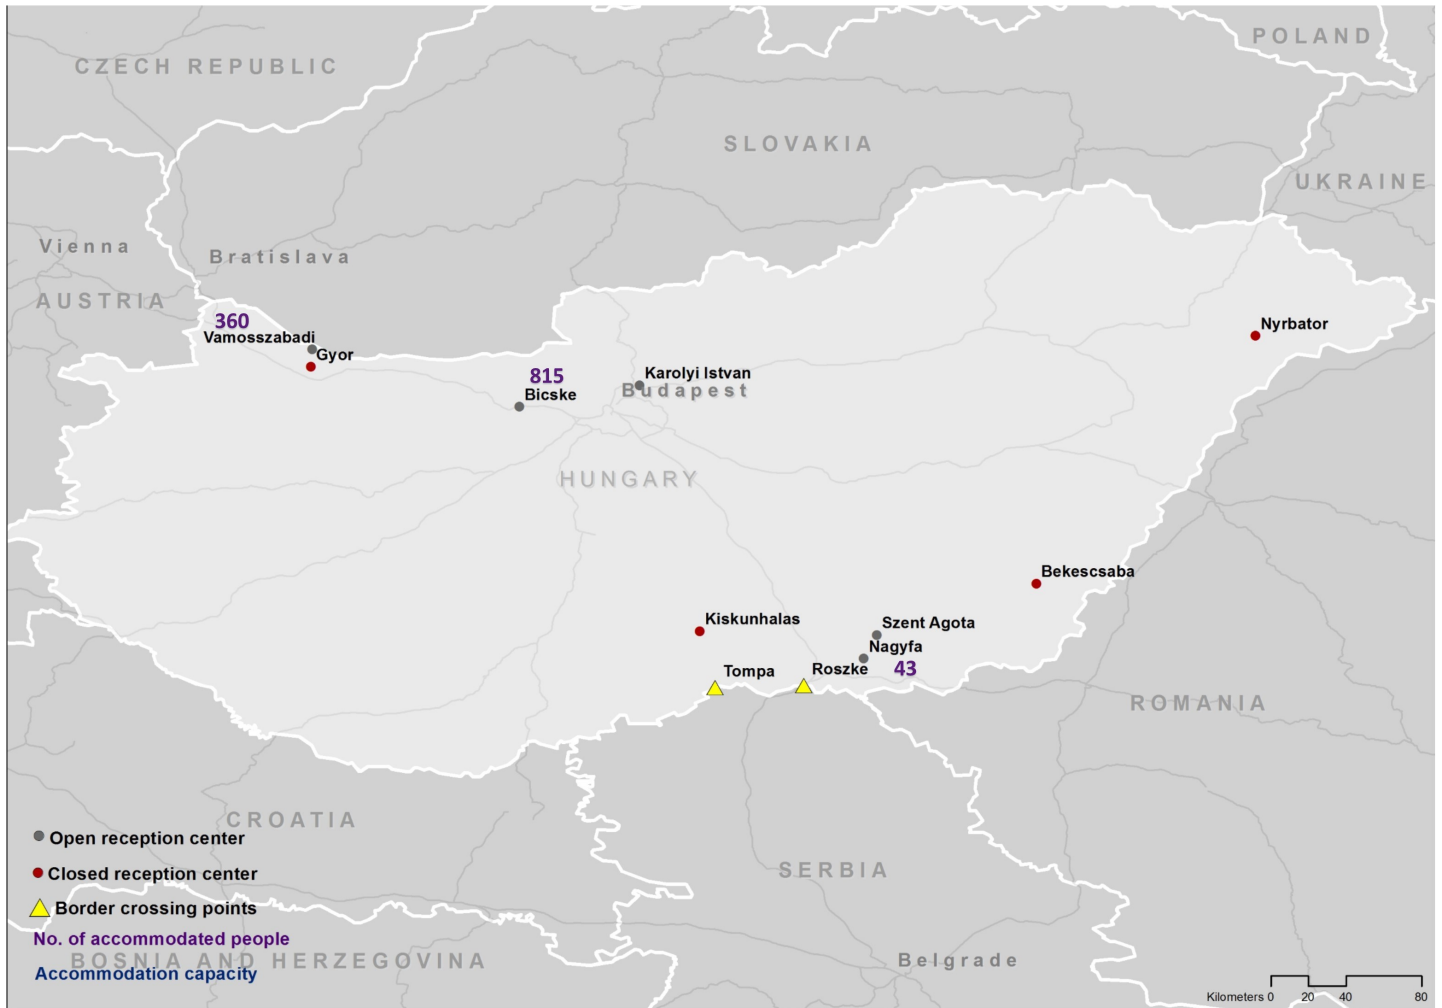 POLAND
CZECH REPUBLIC
SLOVAKIA
UKRAINE
Vienna
Bratislava
AUSTRIA
360
Vamosszabadi
Gyor
Nyrbator
815
Bicske
Karolyi Istvan
Budapest
HUNGARY
Bekescsaba
Kiskunhalas
Szent Agota
Nagyfa
43
Tompa
Roszke
ROMANIA
CROATIA
SERBIA
Open reception center
Closed reception center
Border crossing points
No. of accommodated people
BOSNIA AND HERZEGOVINA
Accommodation capacity
Belgrade
Kilometers 0 20 40 80